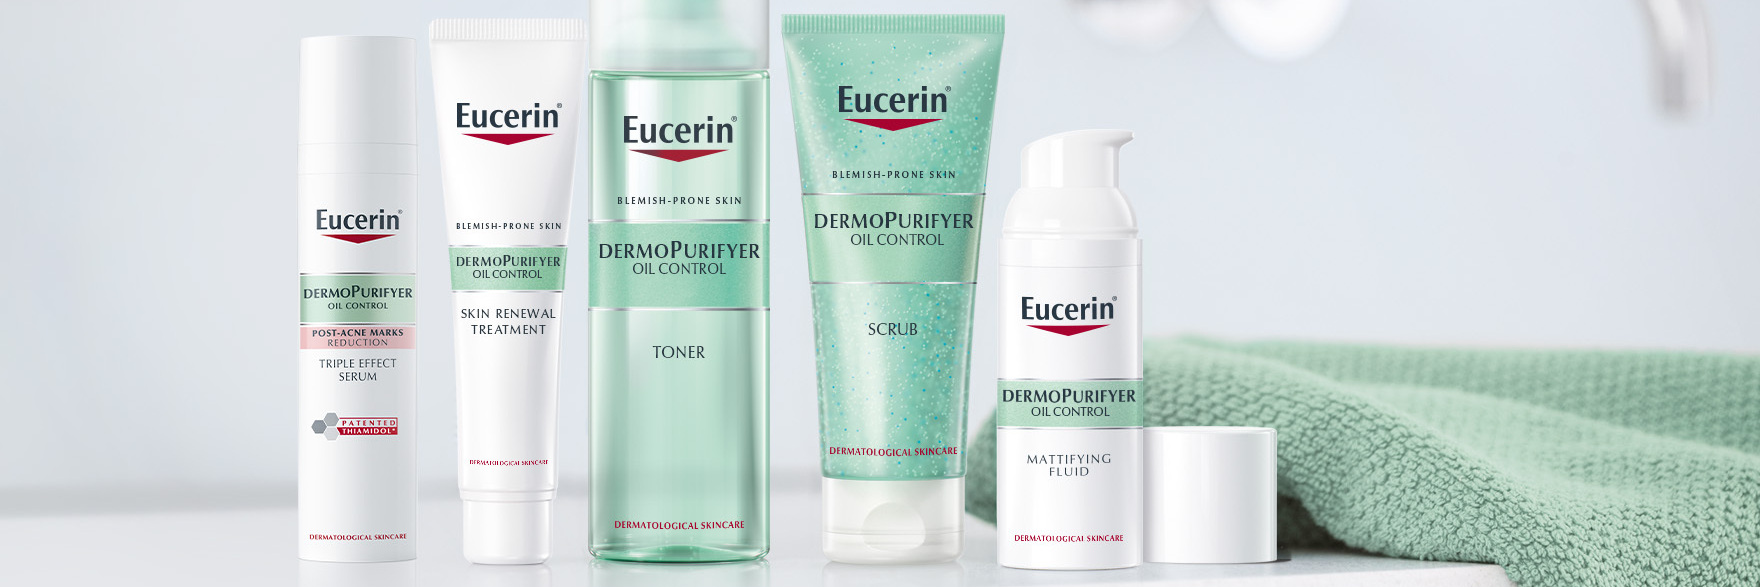 Eucerin®
DERMOPURIFYER
OIL CONTROL
POST-ACNE MARKS
REDUCTION
TRIPLE EFFECT
SERUM
PATENTED
THIAMIDOL®
DERMATOLOGICAL SKINCARE
Eucerin®
BLEMISH-PRONE SKIN
DERMOPURIFYER
OIL CONTROL
SKIN RENEWAL
TREATMENT
DERMATOLOGICAL SKINCARE
Eucerin®
BLEMISH-PRONE SKIN
DERMOPURIFYER
OIL CONTROL
TONER
DERMATOLOGICAL SKINCARE
Eucerin®
BLEMISH-PRONE SKIN
DERMOPURIFYER
OIL CONTROL
SCRUB
DERMATOLOGICAL SKINCARE
Eucerin®
DERMOPURIFYER
OIL CONTROL
MATTIFYING
FLUID
DERMATOLOGICAL SKINCARE